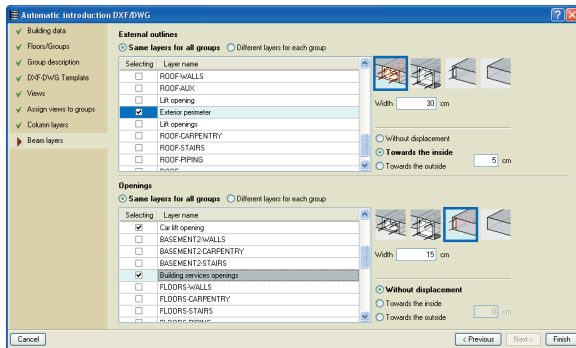 Automatic introduction DXF/DWG
Building data
Floors/Groups
Group description
DXF-DWG Template
Views
Assign views to groups
Column layers
Beam layers
External outlines
Same layers for all groups
Different layers for each group
Selecting
Layer name
ROOF-WALLS
ROOF-AUX
Lift opening
Exterior perimeter
Lift openings
ROOF-CARPENTRY
ROOF-STAIRS
ROOF-PIPING
Width 30 cm
Without displacement
Towards the inside
5 cm
Towards the outside
Openings
Same layers for all groups
Different layers for each group
Selecting
Layer name
Car lift opening
BASEMENT2-WALLS
BASEMENT2-CARPENTRY
BASEMENT2-STAIRS
Building services openings
FLOORS-WALLS
FLOORS-CARPENTRY
FLOORS-STAIRS
FLOORS-PIPING
Width 15 cm
Without displacement
Towards the inside
0 cm
Towards the outside
Cancel
< Previous
Next >
Finish